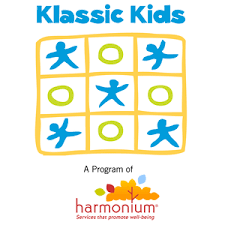 Klassic Kids
A Program of
harmonium®
Services that promote well-being